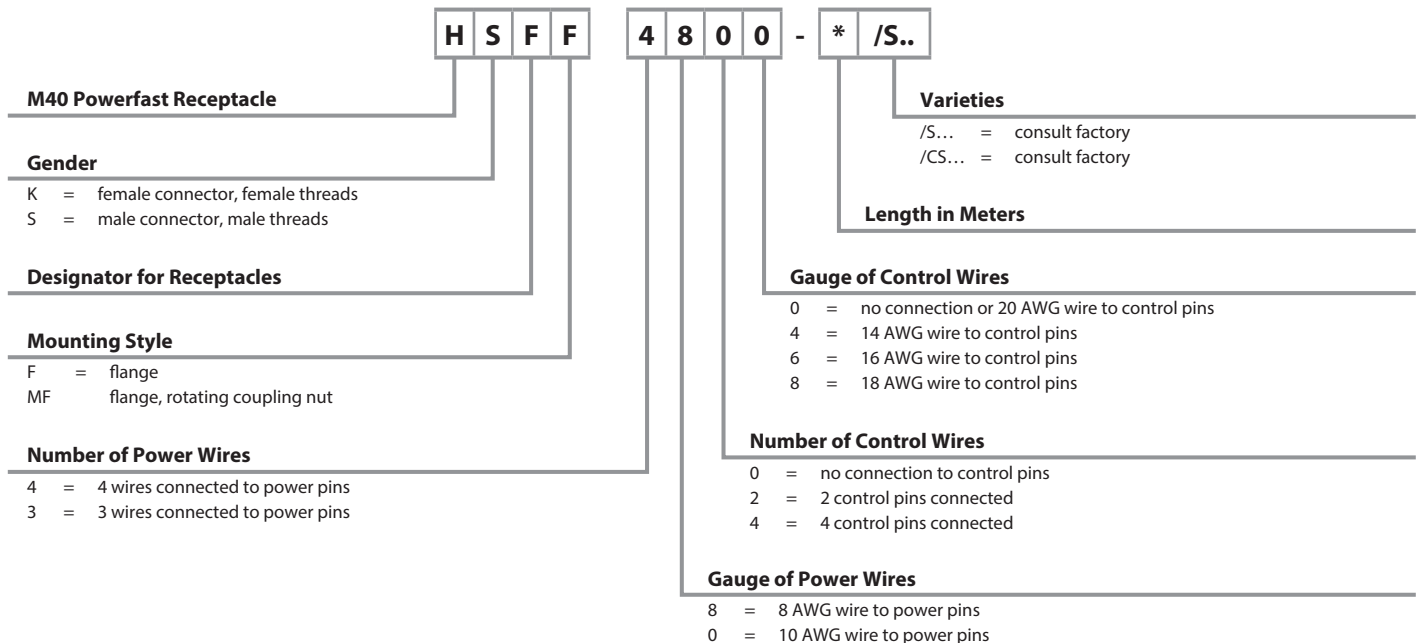 H S F F 4 8 0 0 - * /S..
M40 Powerfast Receptacle
Gender
K = female connector, female threads
S = male connector, male threads
Designator for Receptacles
Mounting Style
F = flange
MF flange, rotating coupling nut
Number of Power Wires
4 = 4 wires connected to power pins
3 = 3 wires connected to power pins
Varieties
/S… = consult factory
/CS… = consult factory
Length in Meters
Gauge of Control Wires
0 = no connection or 20 AWG wire to control pins
4 = 14 AWG wire to control pins
6 = 16 AWG wire to control pins
8 = 18 AWG wire to control pins
Number of Control Wires
0 = no connection to control pins
2 = 2 control pins connected
4 = 4 control pins connected
Gauge of Power Wires
8 = 8 AWG wire to power pins
0 = 10 AWG wire to power pins